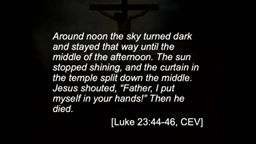 Around noon the sky turned dark
and stayed that way until the
middle of the afternoon. The sun
stopped shining, and the curtain in
the temple split down the middle.
Jesus shouted, “Father, I put
myself in your hands!” Then he
died.
[Luke 23:44-46, CEV]